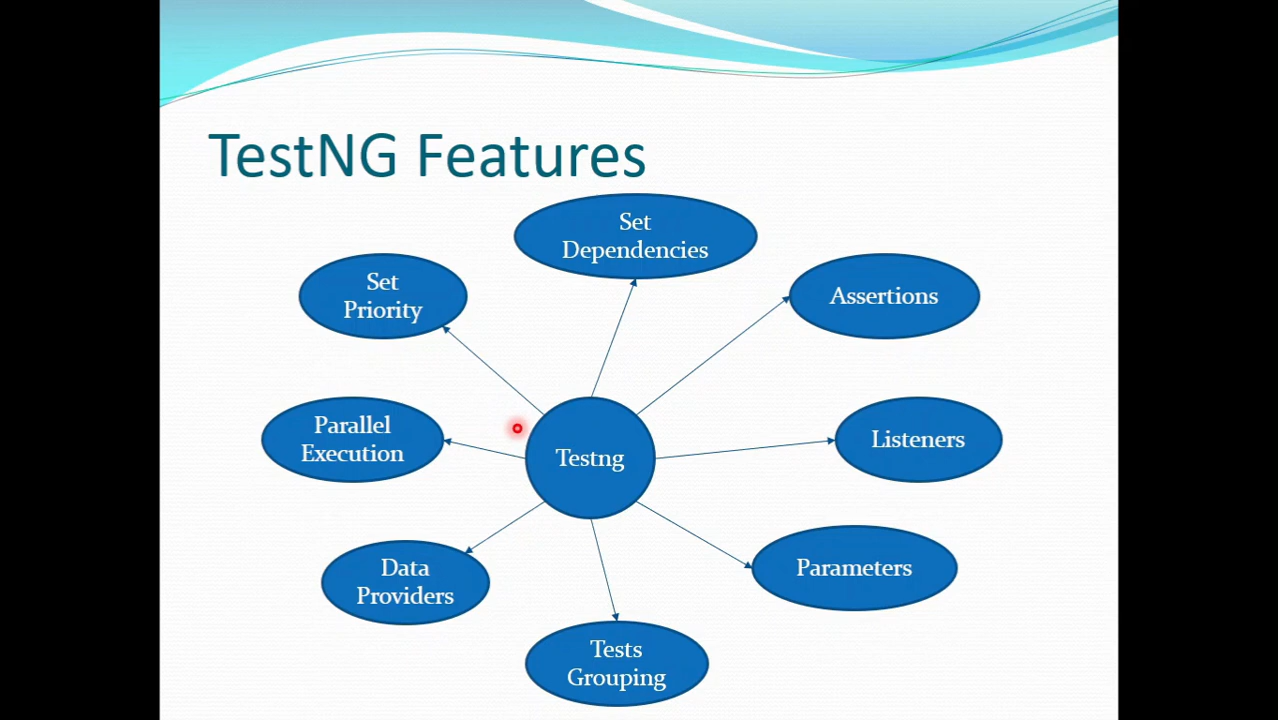 TestNG Features
Set
Dependencies
Set
Priority
Assertions
Parallel
Execution
Testng
Listeners
Data
Providers
Parameters
Tests
Grouping